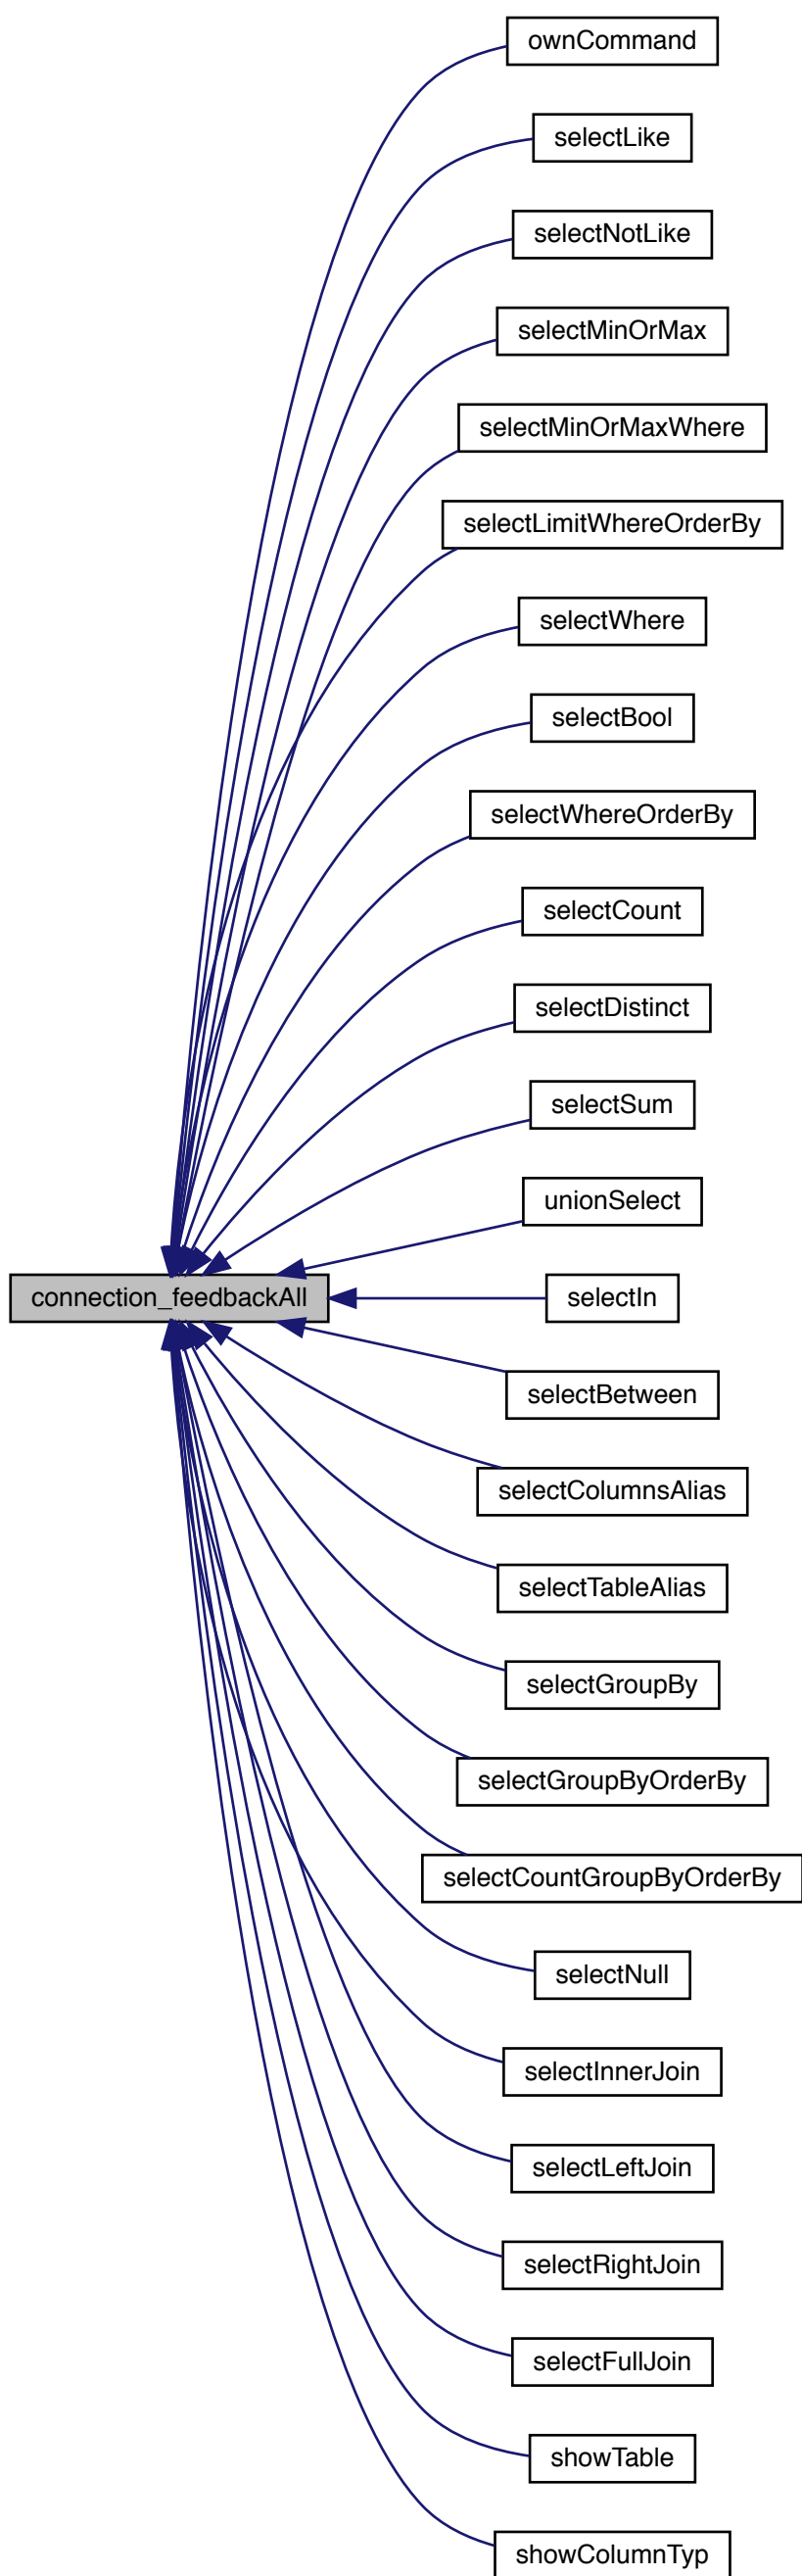 ownCommand
selectLike
selectNotLike
selectMinOrMax
selectMinOrMaxWhere
selectLimitWhereOrderBy
selectWhere
selectBool
selectWhereOrderBy
selectCount
selectDistinct
selectSum
unionSelect
connection_feedbackAll
selectIn
selectBetween
selectColumnsAlias
selectTableAlias
selectGroupBy
selectGroupByOrderBy
selectCountGroupByOrderBy
selectNull
selectInnerJoin
selectLeftJoin
selectRightJoin
selectFullJoin
showTable
showColumnTyp